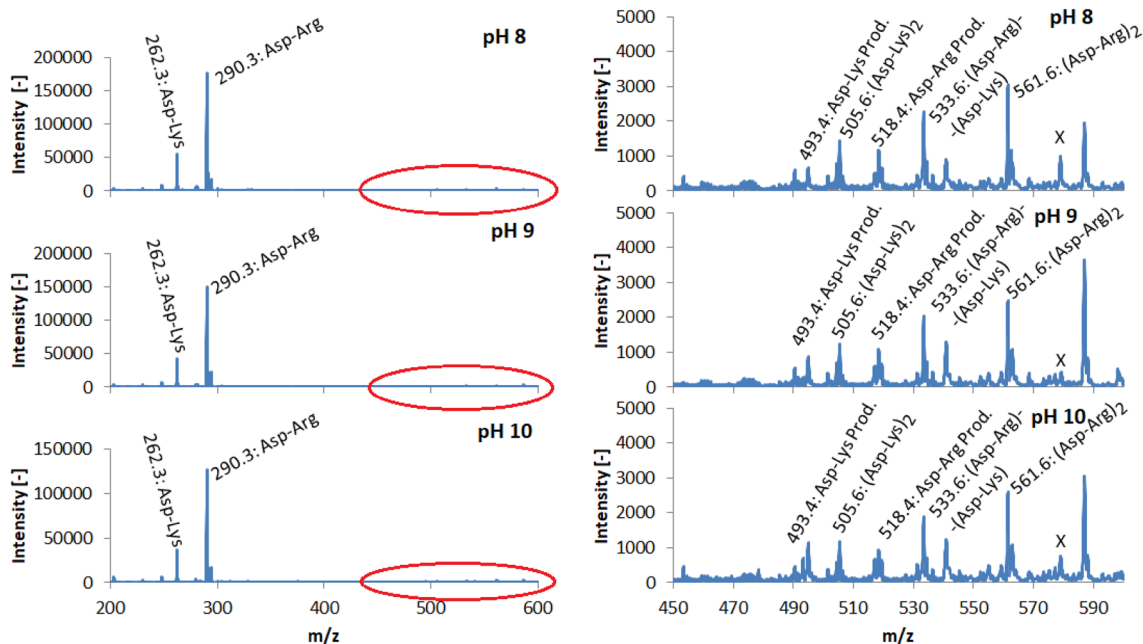 pH 8
Intensity [-]
200000
150000
100000
50000
0
262.3: Asp-Lys
290.3: Asp-Arg
pH 9
Intensity [-]
200000
150000
100000
50000
0
262.3: Asp-Lys
290.3: Asp-Arg
pH 10
Intensity [-]
150000
100000
50000
0
262.3: Asp-Lys
290.3: Asp-Arg
200 300 400 500 600
m/z
pH 8
Intensity [-]
5000
4000
3000
2000
1000
0
493.4: Asp-Lys Prod.
505.6: (Asp-Lys)2
518.4: Asp-Arg Prod.
533.6: (Asp-Arg)-
-(Asp-Lys)
561.6: (Asp-Arg)2
X
pH 9
Intensity [-]
5000
4000
3000
2000
1000
0
493.4: Asp-Lys Prod.
505.6: (Asp-Lys)2
518.4: Asp-Arg Prod.
533.6: (Asp-Arg)-
-(Asp-Lys)
561.6: (Asp-Arg)2
X
pH 10
Intensity [-]
5000
4000
3000
2000
1000
0
493.4: Asp-Lys Prod.
505.6: (Asp-Lys)2
518.4: Asp-Arg Prod.
533.6: (Asp-Arg)-
-(Asp-Lys)
561.6: (Asp-Arg)2
X
450 470 490 510 530 550 570 590
m/z